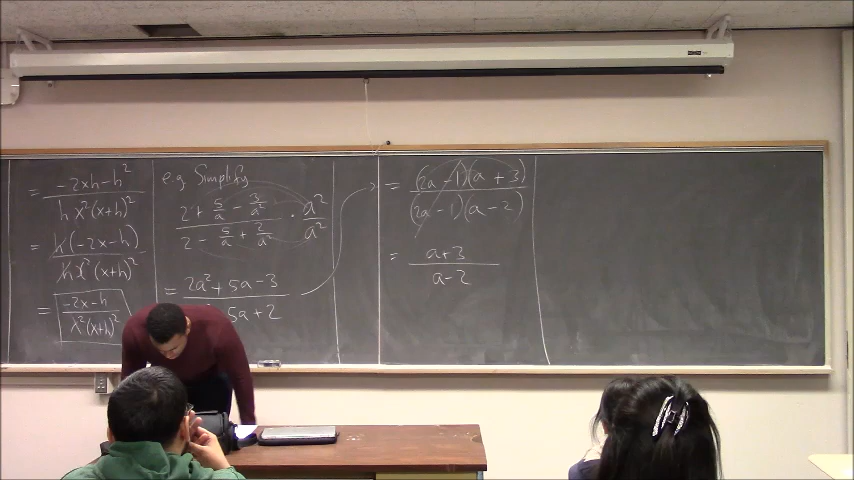 = (-2xh-h²)/(h x²(x+h)²)
= h(-2x-h)/(h x²(x+h)²)
= (-2x-h)/(x²(x+h)²)
e.g. Simplify
(2 + 5/a - 3/a²)/(2 - 5/a + 2/a²) · a²/a²
= (2a² + 5a - 3)/(5a + 2)
= (2a - 1)(a + 3)/((2a - 1)(a - 2))
= (a+3)/(a-2)